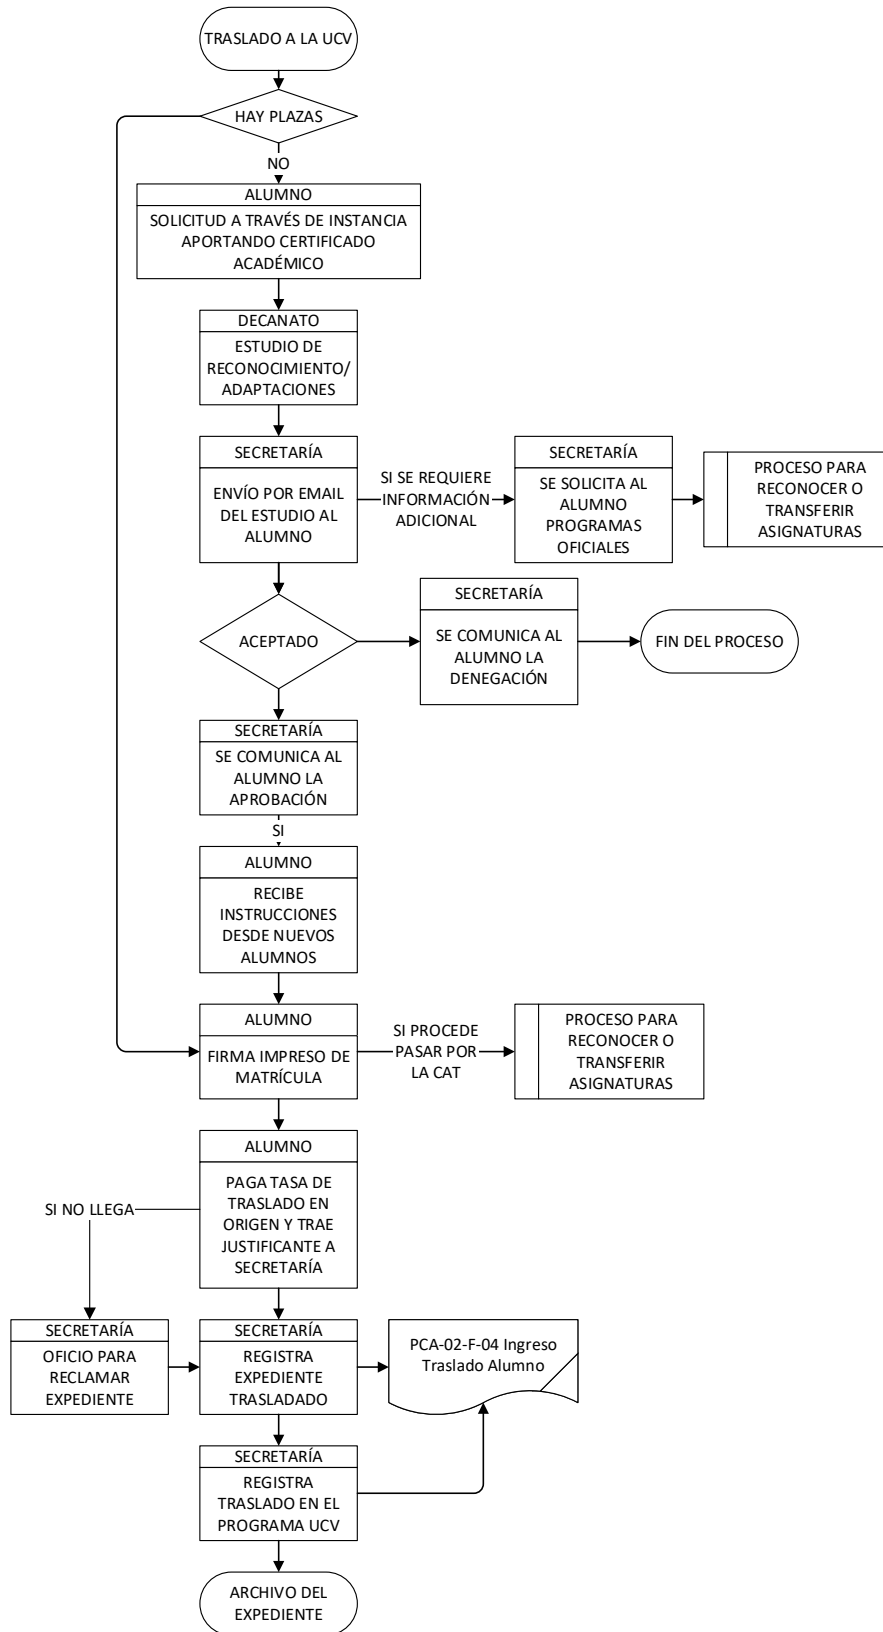 TRASLADO A LA UCV
HAY PLAZAS
NO
ALUMNO
SOLICITUD A TRAVÉS DE INSTANCIA
APORTANDO CERTIFICADO
ACADÉMICO
DECANATO
ESTUDIO DE
RECONOCIMIENTO/
ADAPTACIONES
SECRETARÍA
ENVÍO POR EMAIL
DEL ESTUDIO AL
ALUMNO
SI SE REQUIERE
INFORMACIÓN
ADICIONAL
SECRETARÍA
SE SOLICITA AL
ALUMNO
PROGRAMAS
OFICIALES
PROCESO PARA
RECONOCER O
TRANSFERIR
ASIGNATURAS
ACEPTADO
SECRETARÍA
SE COMUNICA AL
ALUMNO LA
DENEGACIÓN
FIN DEL PROCESO
SECRETARÍA
SE COMUNICA AL
ALUMNO LA
APROBACIÓN
SI
ALUMNO
RECIBE
INSTRUCCIONES
DESDE NUEVOS
ALUMNOS
ALUMNO
FIRMA IMPRESO DE
MATRÍCULA
SI PROCEDE
PASAR POR
LA CAT
PROCESO PARA
RECONOCER O
TRANSFERIR
ASIGNATURAS
ALUMNO
PAGA TASA DE
TRASLADO EN
ORIGEN Y TRAE
JUSTIFICANTE A
SECRETARÍA
SI NO LLEGA
SECRETARÍA
OFICIO PARA
RECLAMAR
EXPEDIENTE
SECRETARÍA
REGISTRA
EXPEDIENTE
TRASLADADO
PCA-02-F-04 Ingreso
Traslado Alumno
SECRETARÍA
REGISTRA
TRASLADO EN EL
PROGRAMA UCV
ARCHIVO DEL
EXPEDIENTE